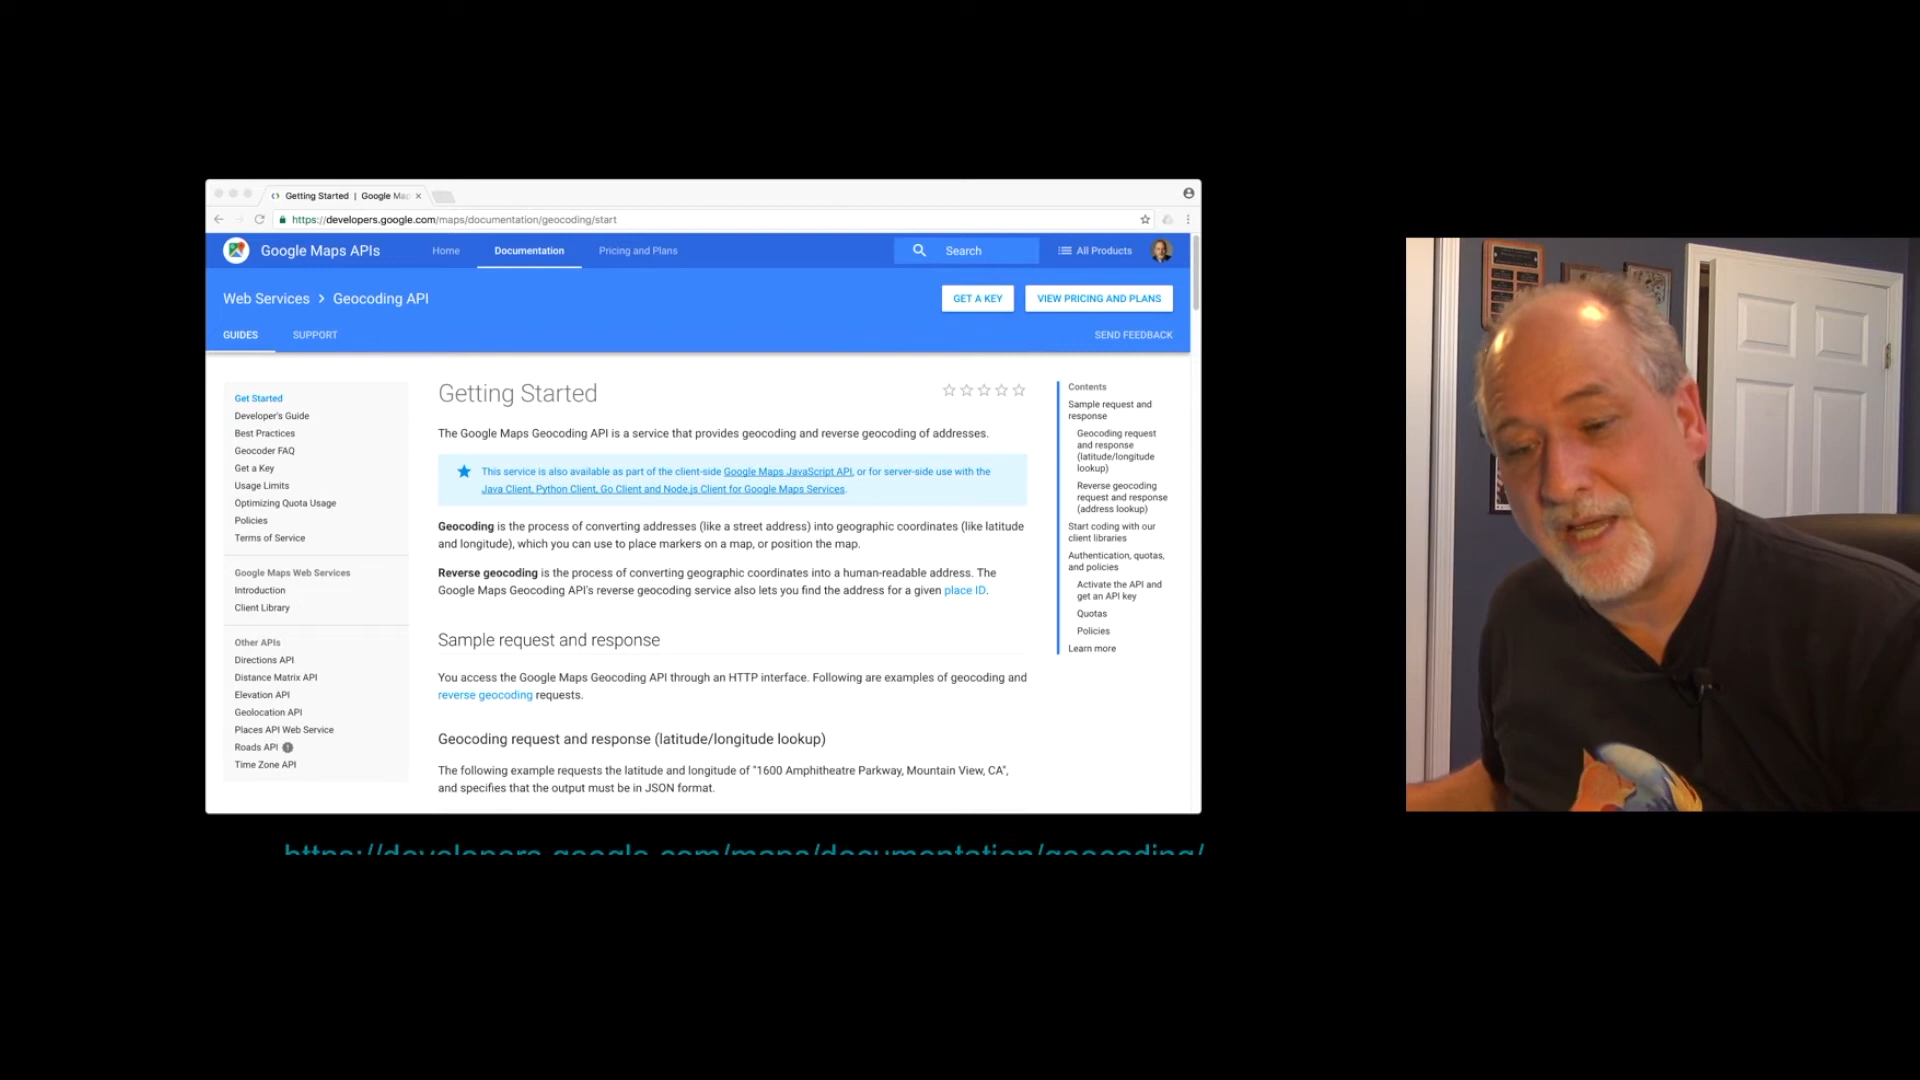 Getting Started | Google Map
https://developers.google.com/maps/documentation/geocoding/start
Google Maps APIs
Home
Documentation
Pricing and Plans
Search
All Products
Web Services > Geocoding API
GET A KEY
VIEW PRICING AND PLANS
GUIDES
SUPPORT
SEND FEEDBACK
Get Started
Developer's Guide
Best Practices
Geocoder FAQ
Get a Key
Usage Limits
Optimizing Quota Usage
Policies
Terms of Service
Google Maps Web Services
Introduction
Client Library
Other APIs
Directions API
Distance Matrix API
Elevation API
Geolocation API
Places API Web Service
Roads API
Time Zone API
Getting Started
The Google Maps Geocoding API is a service that provides geocoding and reverse geocoding of addresses.
This service is also available as part of the client-side Google Maps JavaScript API, or for server-side use with the
Java Client, Python Client, Go Client and Node.js Client for Google Maps Services.
Geocoding is the process of converting addresses (like a street address) into geographic coordinates (like latitude
and longitude), which you can use to place markers on a map, or position the map.
Reverse geocoding is the process of converting geographic coordinates into a human-readable address. The
Google Maps Geocoding API's reverse geocoding service also lets you find the address for a given place ID.
Sample request and response
You access the Google Maps Geocoding API through an HTTP interface. Following are examples of geocoding and
reverse geocoding requests.
Geocoding request and response (latitude/longitude lookup)
The following example requests the latitude and longitude of "1600 Amphitheatre Parkway, Mountain View, CA",
and specifies that the output must be in JSON format.
Contents
Sample request and
response
Geocoding request
and response
(latitude/longitude
lookup)
Reverse geocoding
request and response
(address lookup)
Start coding with our
client libraries
Authentication, quotas,
and policies
Activate the API and
get an API key
Quotas
Policies
Learn more
https://developers.google.com/maps/documentation/geocoding/